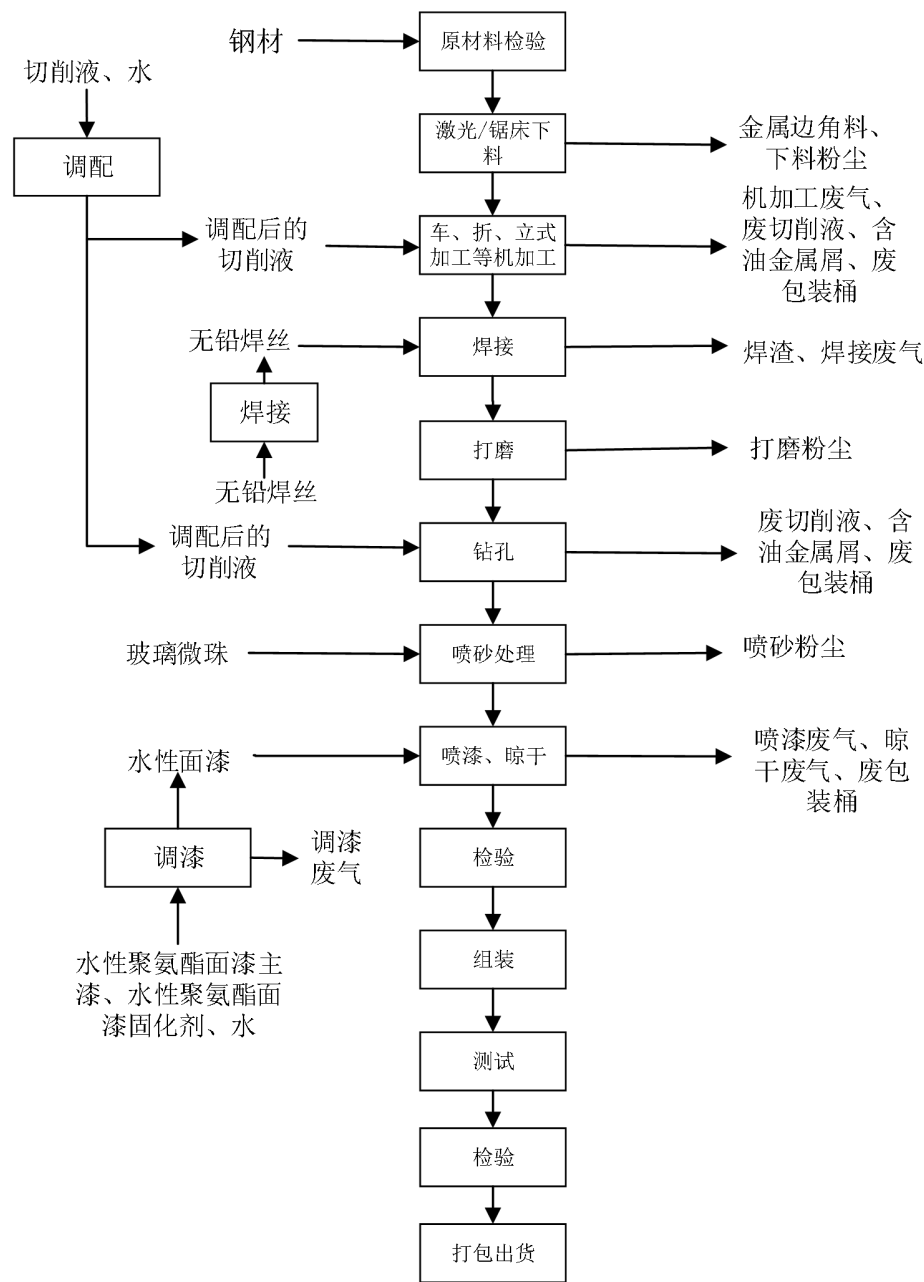 钢材
原材料检验
切削液、水
调配
激光/锯床下
料
金属边角料、
下料粉尘
调配后的
切削液
车、折、立式
加工等机加工
机加工废气、
废切削液、含
油金属屑、废
包装桶
无铅焊丝
焊接
焊渣、焊接废气
焊接
无铅焊丝
打磨
打磨粉尘
调配后的
切削液
钻孔
废切削液、含
油金属屑、废
包装桶
玻璃微珠
喷砂处理
喷砂粉尘
水性面漆
喷漆、晾干
喷漆废气、晾
干废气、废包
装桶
调漆
调漆
废气
检验
水性聚氨酯面漆主
漆、水性聚氨酯面
漆固化剂、水
组装
测试
检验
打包出货